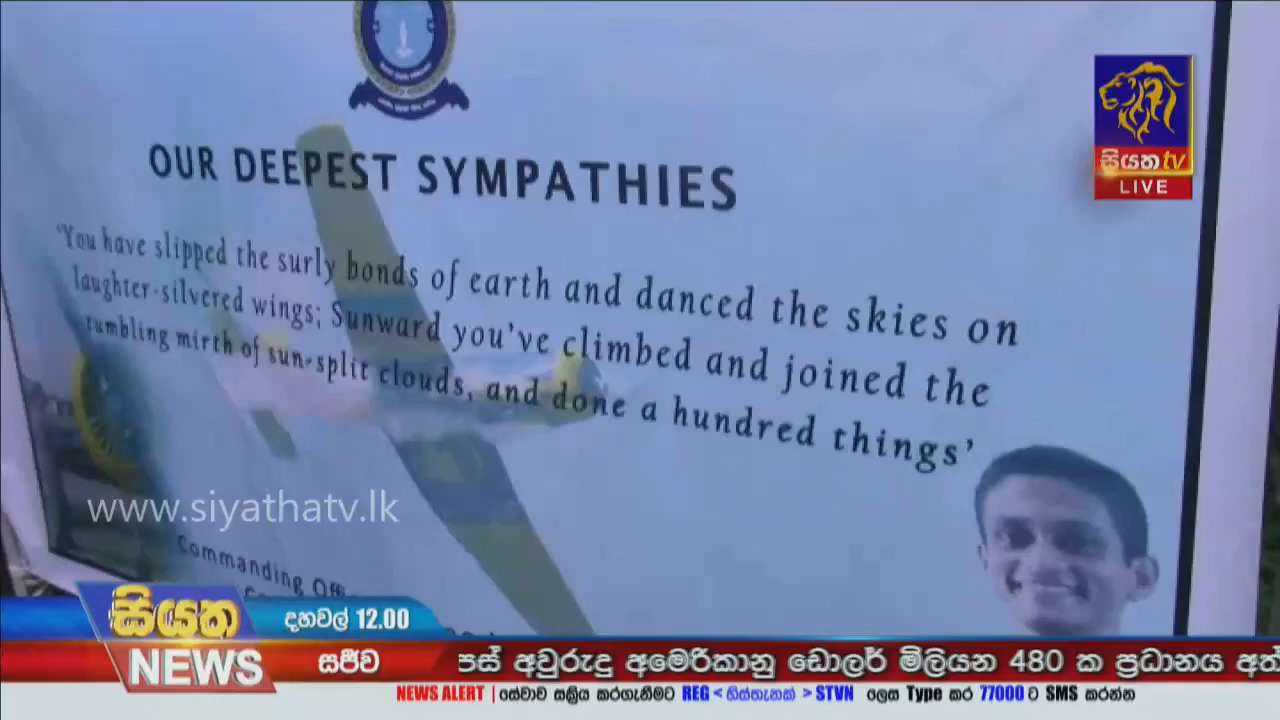 සියත tv
LIVE
OUR DEEPEST SYMPATHIES
'You have slipped the surly bonds of earth and danced the skies on
laughter-silvered wings; Sunward you've climbed and joined the
tumbling mirth of sun-split clouds, and done a hundred things'
www.siyathatv.lk
Commanding
සියත
දහවල් 12.00
NEWS
සජීව
පස් අවුරුදු අමෙරිකානු ඩොලර් මිලියන 480 ක ප්‍රධානය අත්
NEWS ALERT | සේවාව සක්‍රිය කරගැනීමට REG < හිස්තැනක් > STVN ලෙස Type කර 77000 ට SMS කරන්න